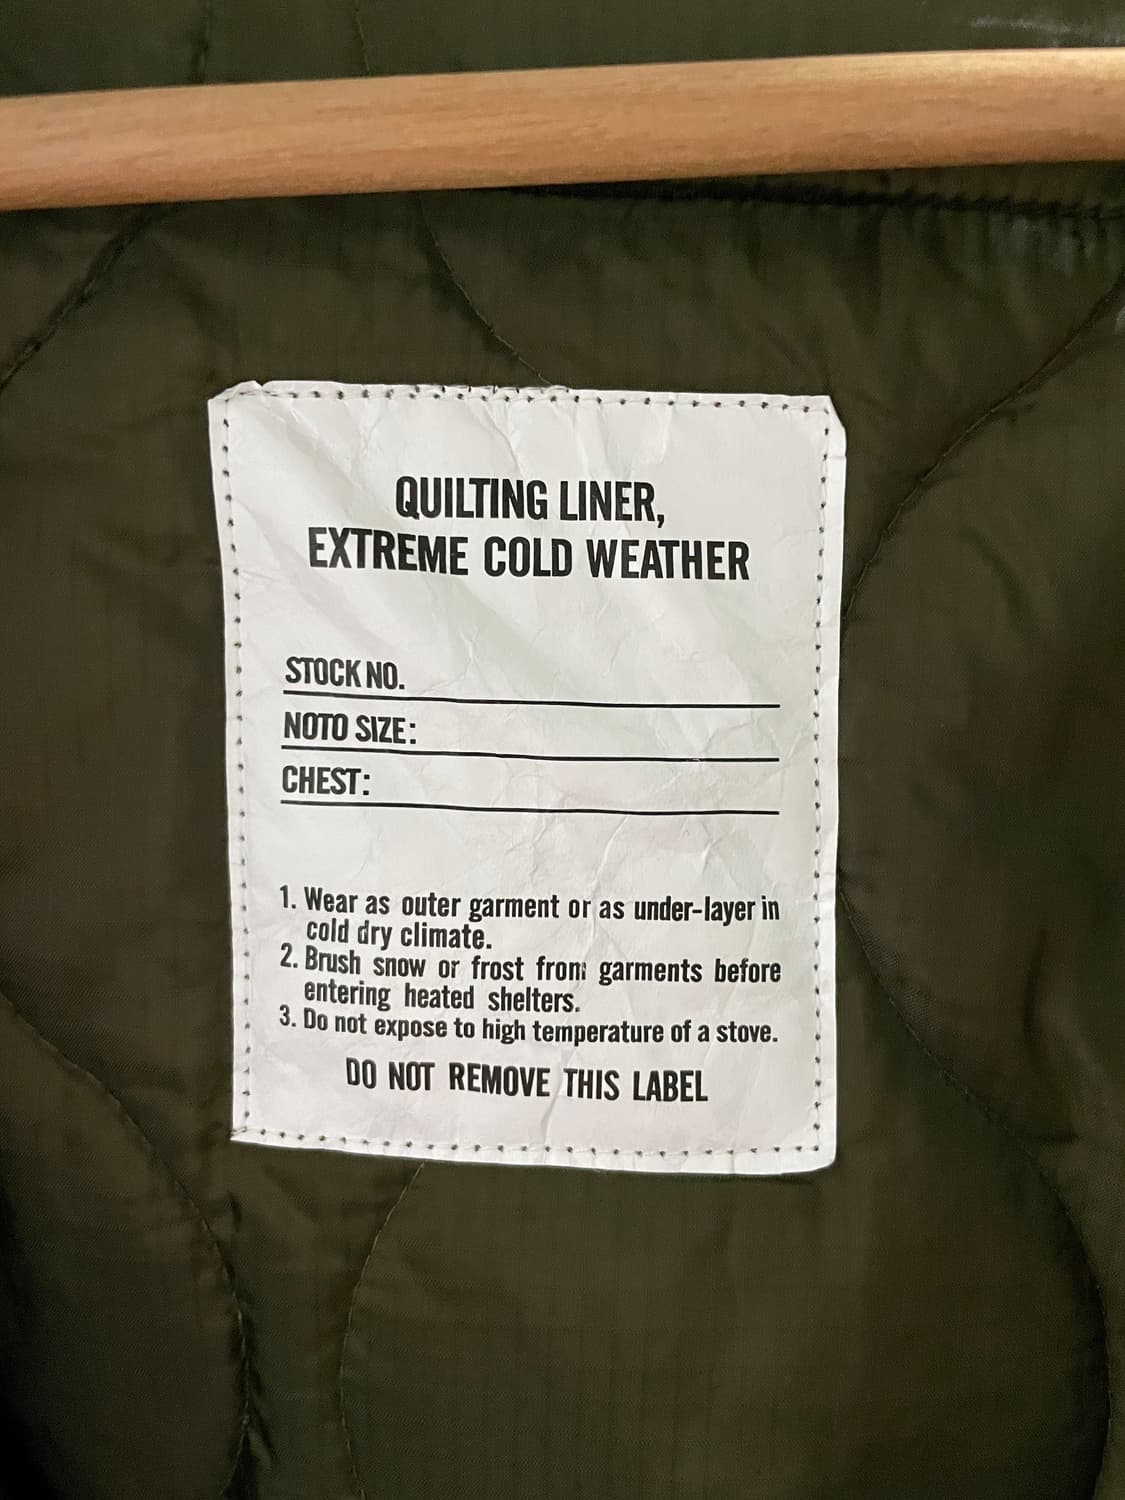 QUILTING LINER,
EXTREME COLD WEATHER
STOCK NO.
NOTO SIZE:
CHEST:
1. Wear as outer garment or as under-layer in
cold dry climate.
2. Brush snow or frost from garments before
entering heated shelters.
3. Do not expose to high temperature of a stove.
DO NOT REMOVE THIS LABEL